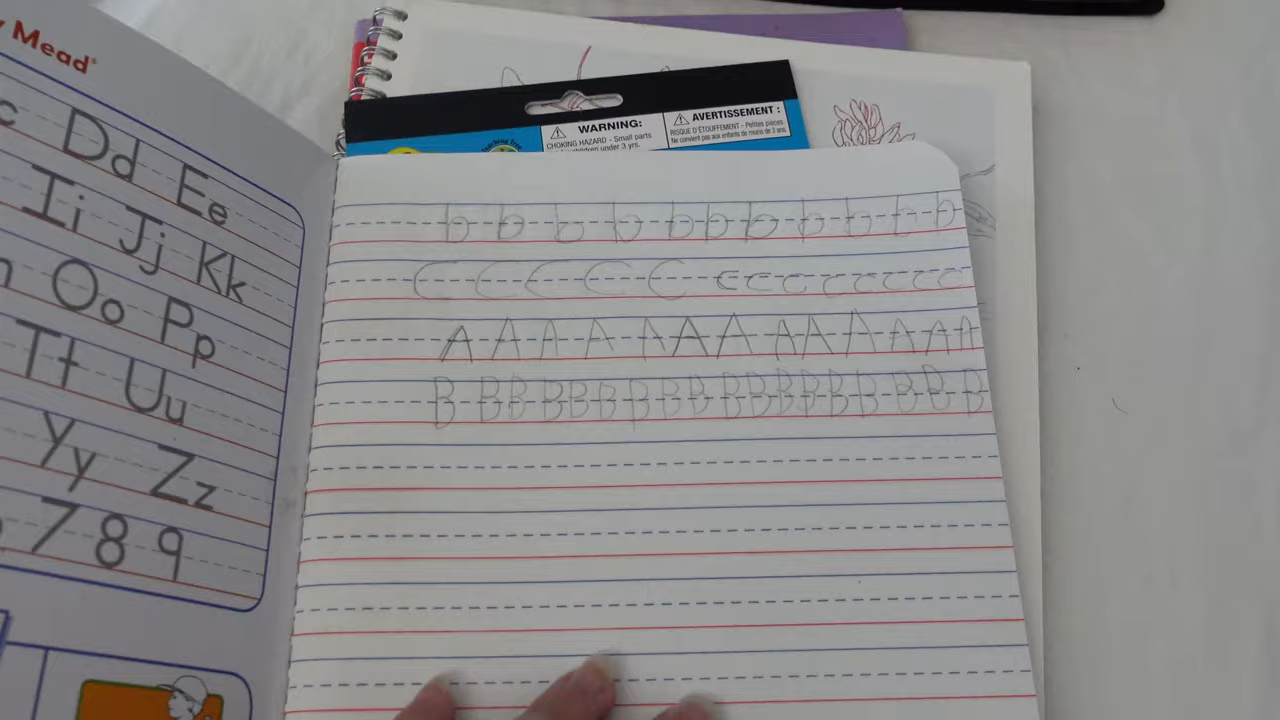 Mead®
c Dd Ee
Ii Jj Kk
Oo Pp
Tt Uu
Yy Zz
7 8 9
WARNING:
CHOKING HAZARD - Small parts
children under 3 yrs.
AVERTISSEMENT :
RISQUE D'ÉTOUFFEMENT - Petites pièces
Ne convient pas aux enfants de moins de 3 ans.
b b b b b b b b b b b
C C C C C c c c c c c c c
A A A A A A A A A A A A A
B B B B B B B B B B B B B B B B B B